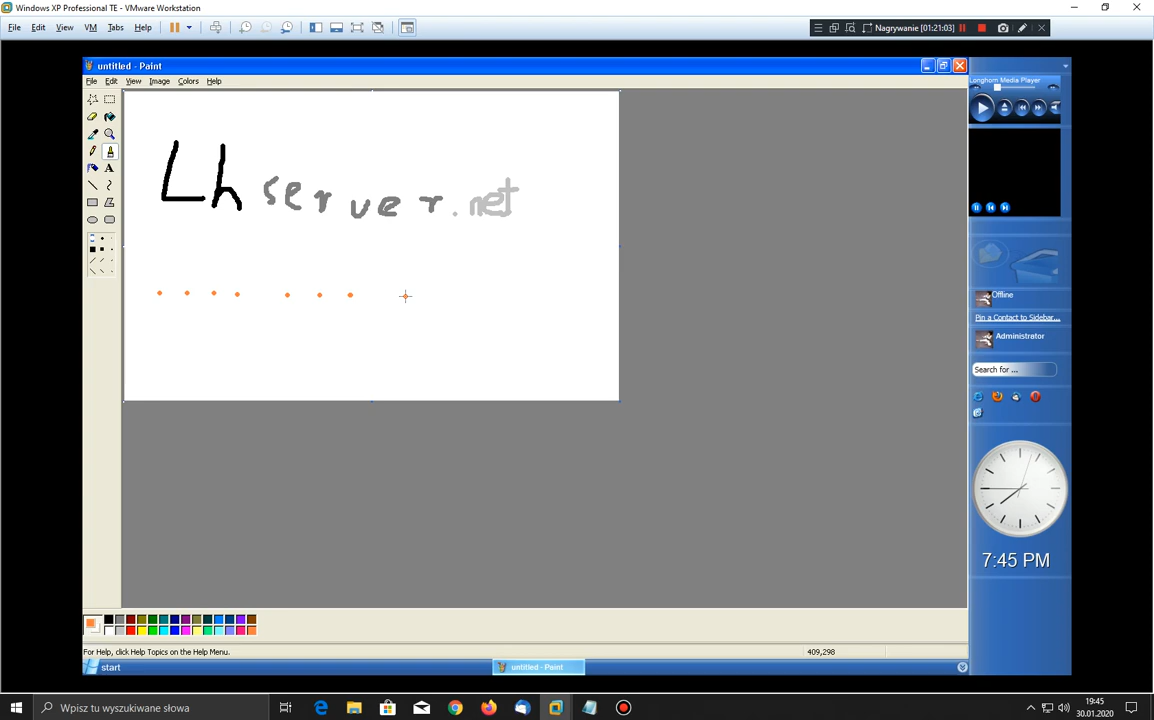 Windows XP Professional TE - VMware Workstation
File Edit View VM Tabs Help
Nagrywanie [01:21:03]
untitled - Paint
File Edit View Image Colors Help
Lh server.net
Longhorn Media Player
Offline
Pin a Contact to Sidebar...
Administrator
Search for ...
7:45 PM
For Help, click Help Topics on the Help Menu.
409,298
start
untitled - Paint
Wpisz tu wyszukiwane słowa
19:45
30.01.2020